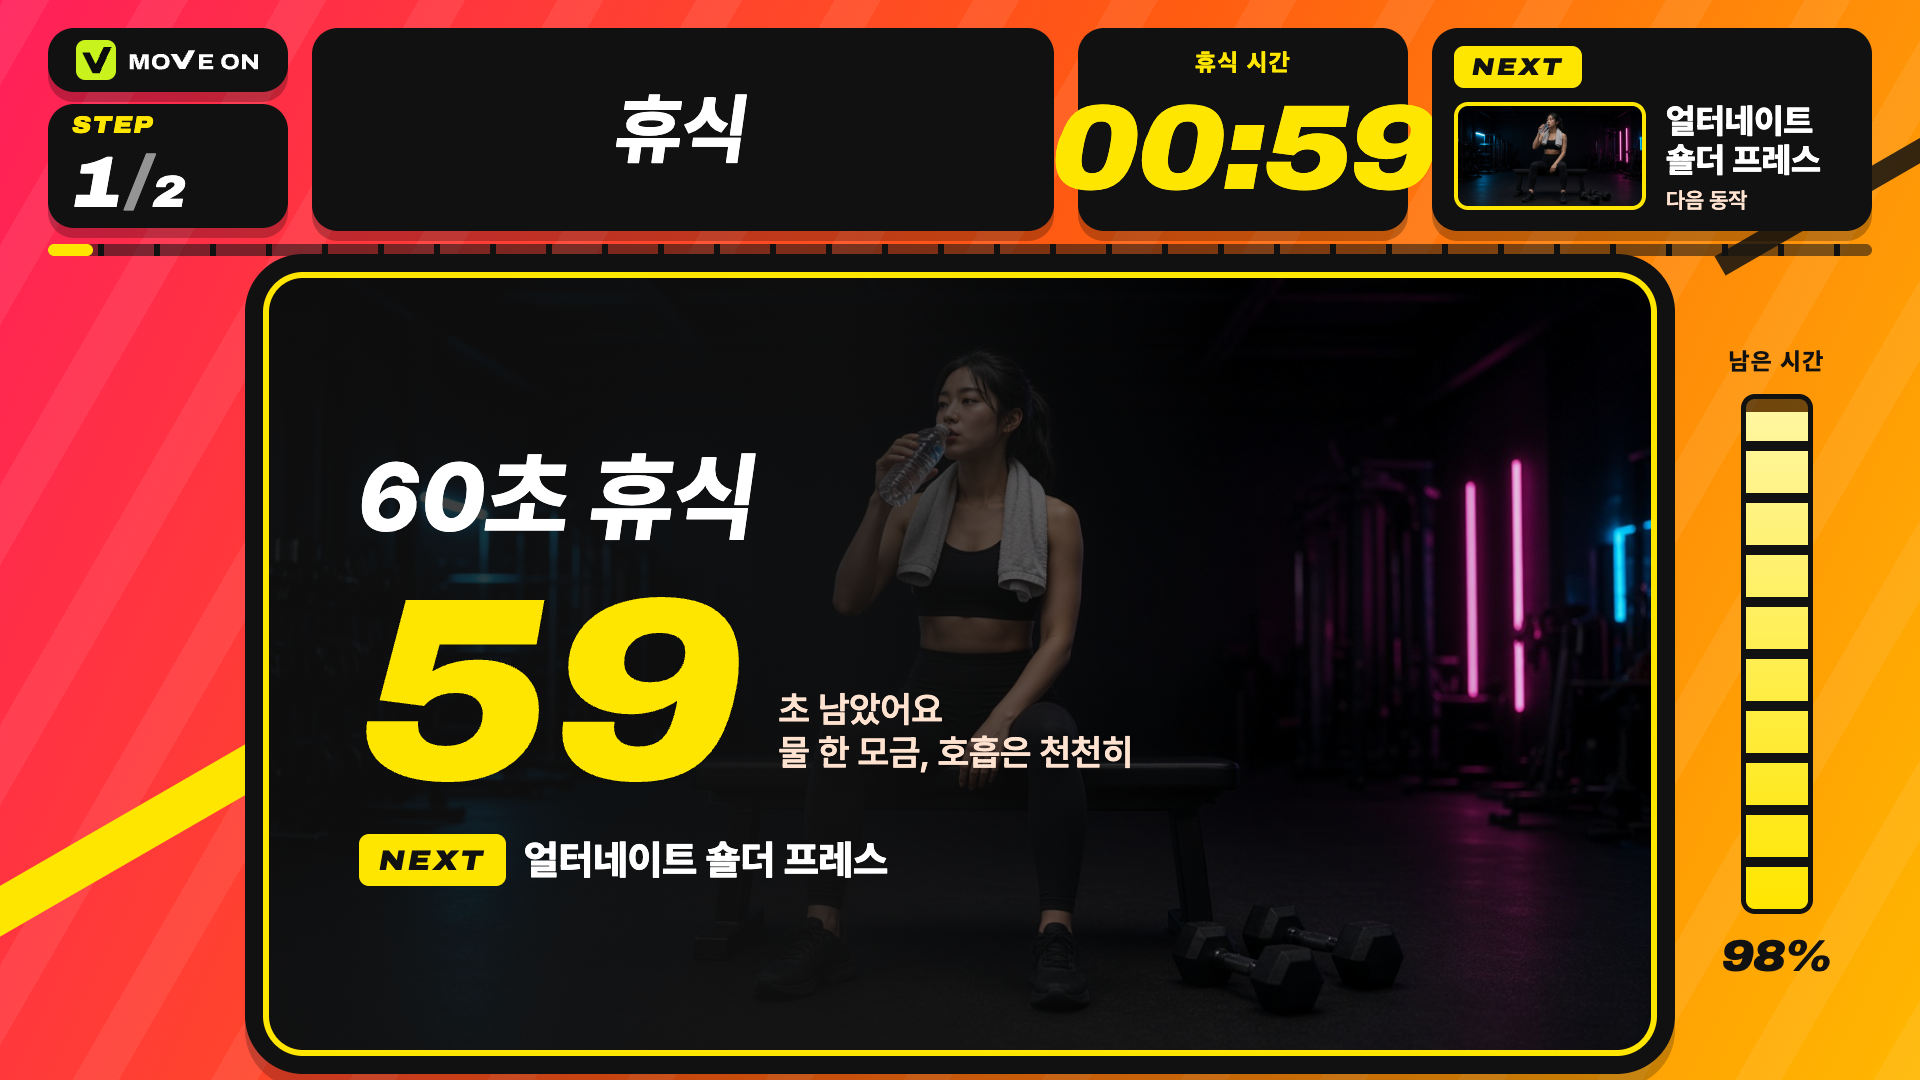 MOVE ON
STEP
1/2
휴식
휴식 시간
00:59
NEXT
얼터네이트
숄더 프레스
다음 동작
남은 시간
98%
60초 휴식
59
초 남았어요
물 한 모금, 호흡은 천천히
NEXT 얼터네이트 숄더 프레스